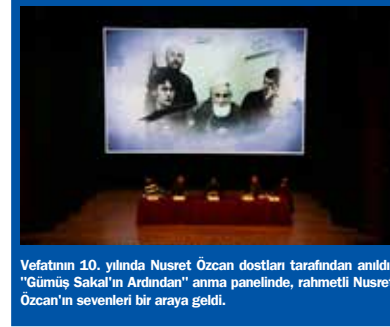 Vefatının 10. yılında Nusret Özcan dostları tarafından anıldı.
"Gümüş Sakal'ın Ardından" anma panelinde, rahmetli Nusret
Özcan'ın sevenleri bir araya geldi.